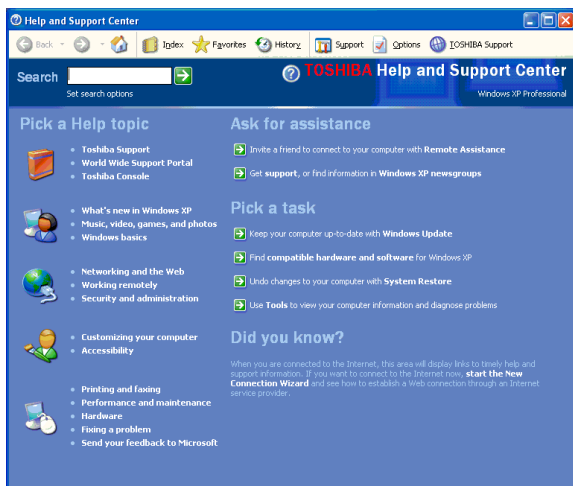 Help and Support Center
Back
Index
Favorites
History
Support
Options
TOSHIBA Support
Search
Set search options
TOSHIBA Help and Support Center
Windows XP Professional
Pick a Help topic
Toshiba Support
World Wide Support Portal
Toshiba Console
What's new in Windows XP
Music, video, games, and photos
Windows basics
Networking and the Web
Working remotely
Security and administration
Customizing your computer
Accessibility
Printing and faxing
Performance and maintenance
Hardware
Fixing a problem
Send your feedback to Microsoft
Ask for assistance
Invite a friend to connect to your computer with Remote Assistance
Get support, or find information in Windows XP newsgroups
Pick a task
Keep your computer up-to-date with Windows Update
Find compatible hardware and software for Windows XP
Undo changes to your computer with System Restore
Use Tools to view your computer information and diagnose problems
Did you know?
When you are connected to the Internet, this area will display links to timely help and
support information. If you want to connect to the Internet now, start the New
Connection Wizard and see how to establish a Web connection through an Internet
service provider.